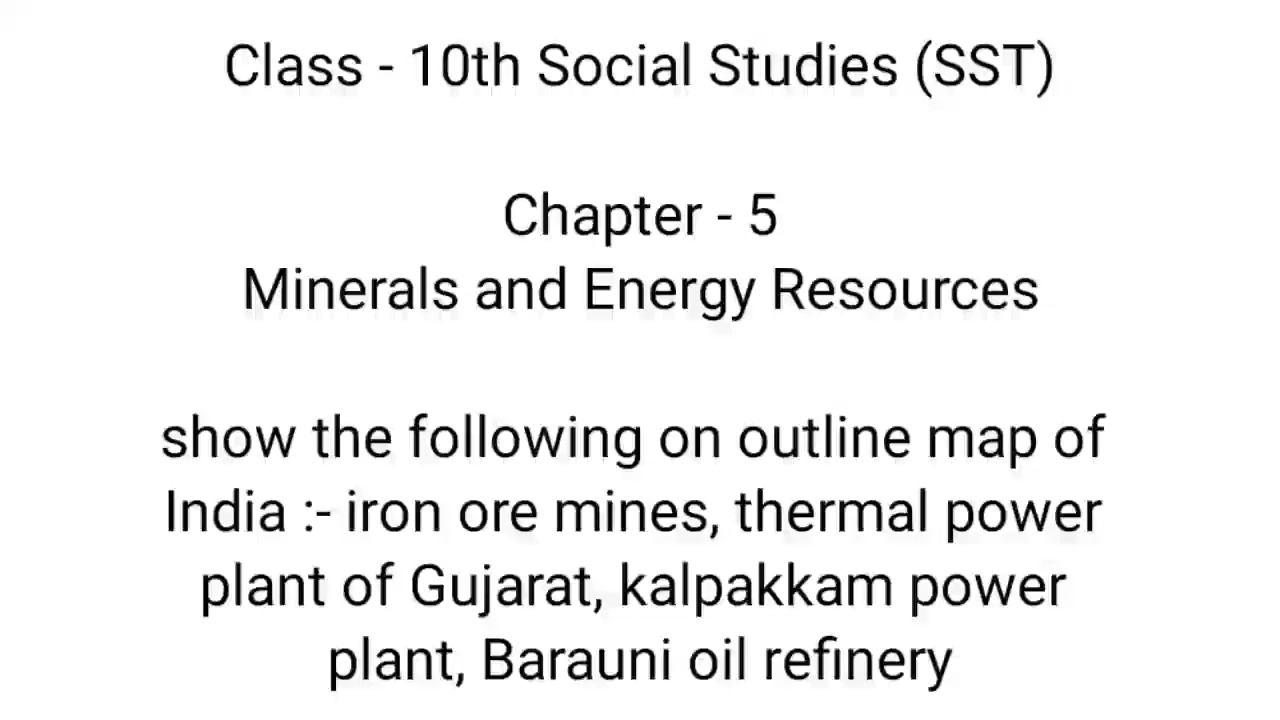 Class - 10th Social Studies (SST)
Chapter - 5
Minerals and Energy Resources
show the following on outline map of
India :- iron ore mines, thermal power
plant of Gujarat, kalpakkam power
plant, Barauni oil refinery